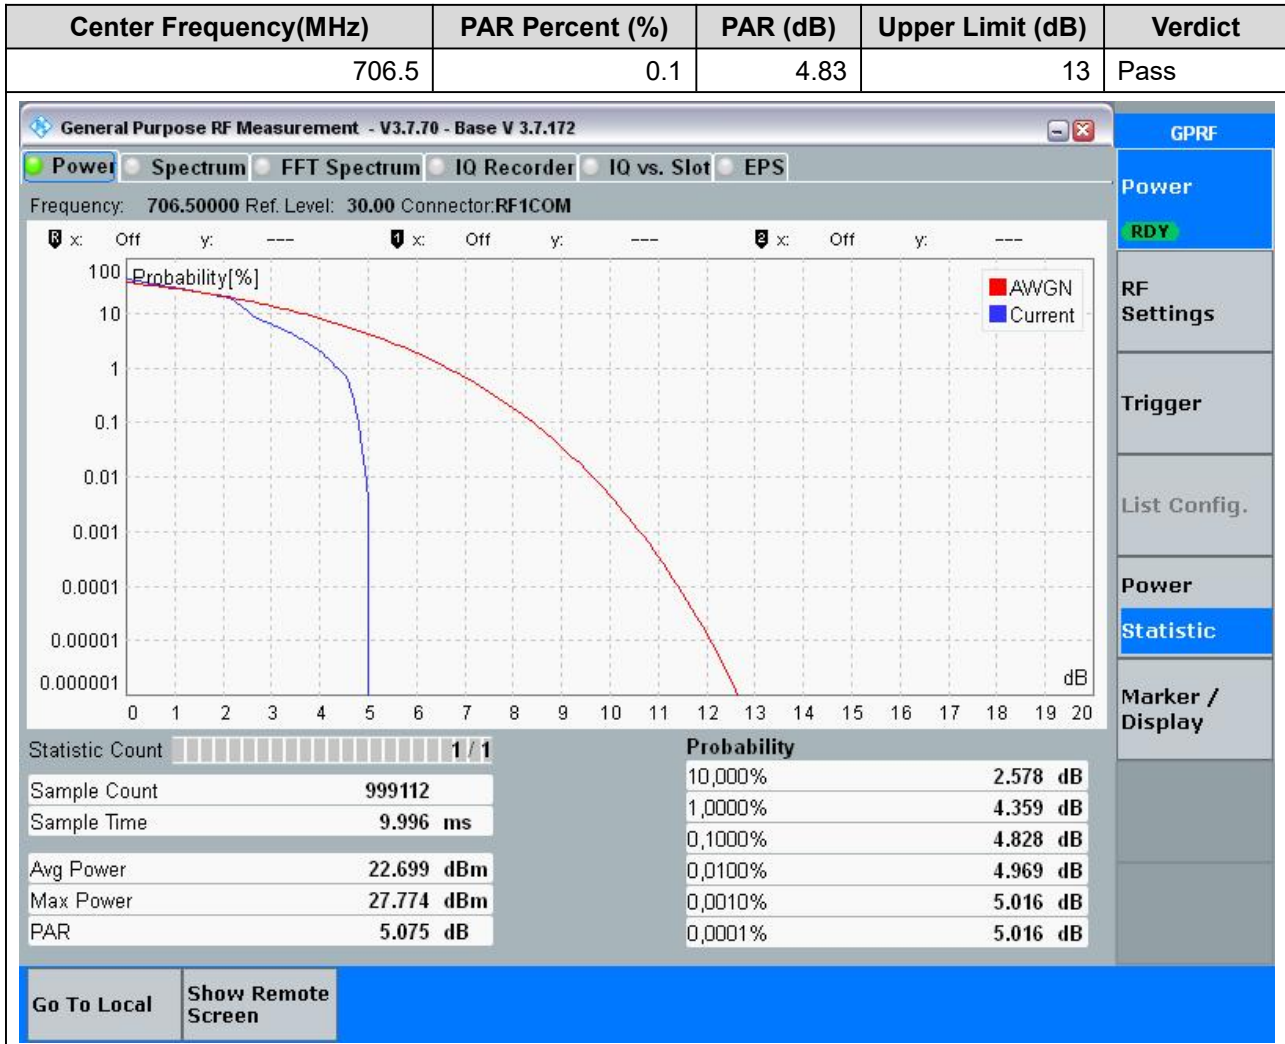 Center Frequency(MHz) PAR Percent (%) PAR (dB) Upper Limit (dB) Verdict
706.5 0.1 4.83 13 Pass
General Purpose RF Measurement - V3.7.70 - Base V 3.7.172
GPRF
Power Spectrum FFT Spectrum IQ Recorder IQ vs. Slot EPS
Power
RDY
Frequency: 706.50000 Ref. Level: 30.00 Connector:RF1COM
R x: Off y: --- 1 x: Off y: --- 2 x: Off y: ---
Probability[%]
AWGN
Current
100
10
1
0.1
0.01
0.001
0.0001
0.00001
0.000001
dB
0 1 2 3 4 5 6 7 8 9 10 11 12 13 14 15 16 17 18 19 20
RF
Settings
Trigger
List Config.
Power
Statistic
Marker /
Display
Statistic Count 1 / 1
Sample Count 999112
Sample Time 9.996 ms
Avg Power 22.699 dBm
Max Power 27.774 dBm
PAR 5.075 dB
Probability
10,000% 2.578 dB
1,0000% 4.359 dB
0,1000% 4.828 dB
0,0100% 4.969 dB
0,0010% 5.016 dB
0,0001% 5.016 dB
Go To Local
Show Remote
Screen